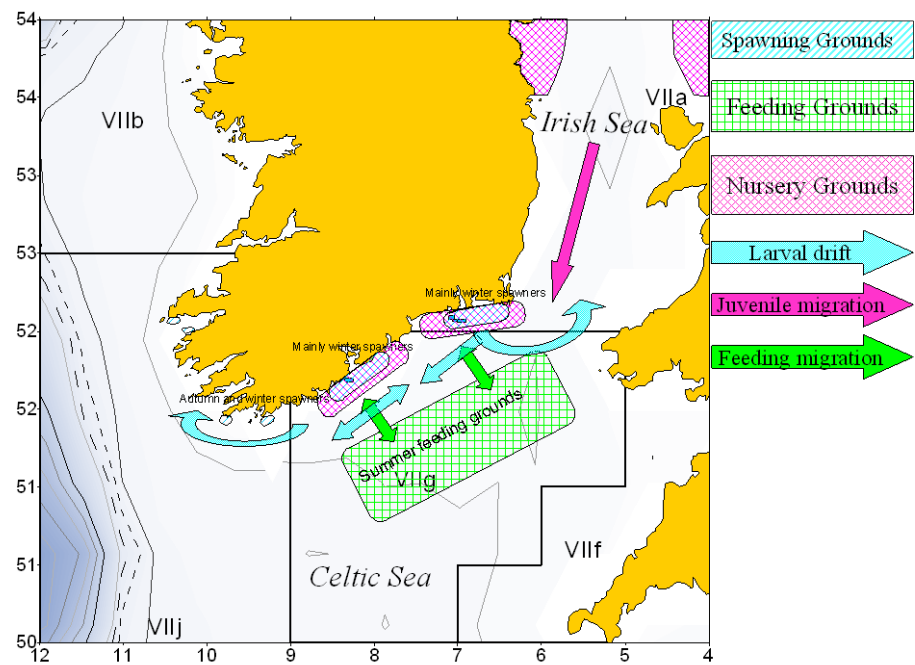 54
54
53
53
52
52
51
51
50
12
11
10
9
8
7
6
5
4
VIIb
VIIa
Irish Sea
Mainly winter spawners
Mainly winter spawners
Autumn and winter spawners
Summer feeding grounds
VIIg
VIIf
Celtic Sea
VIIj
Spawning Grounds
Feeding Grounds
Nursery Grounds
Larval drift
Juvenile migration
Feeding migration